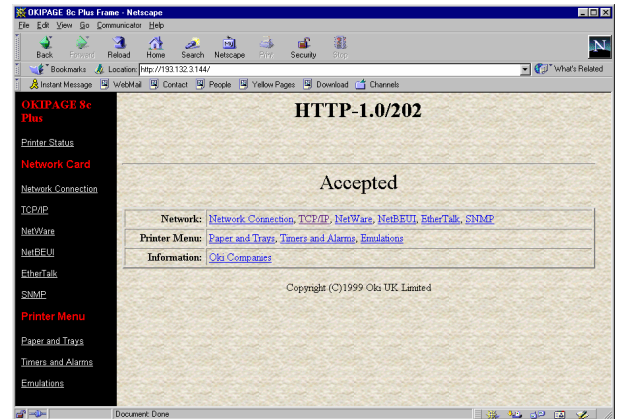 OKIPAGE 8c Plus Frame - Netscape
File Edit View Go Communicator Help
Back Forward Reload Home Search Netscape Print Security Stop
N
Bookmarks Location: http://193.132.3.144/ What's Related
Instant Message WebMail Contact People Yellow Pages Download Channels
OKIPAGE 8c
Plus
Printer Status
Network Card
Network Connection
TCP/IP
NetWare
NetBEUI
EtherTalk
SNMP
Printer Menu
Paper and Trays
Timers and Alarms
Emulations
HTTP-1.0/202
Accepted
Network: Network Connection, TCP/IP, NetWare, NetBEUI, EtherTalk, SNMP
Printer Menu: Paper and Trays, Timers and Alarms, Emulations
Information: Oki Companies
Copyright (C)1999 Oki UK Limited
Document: Done